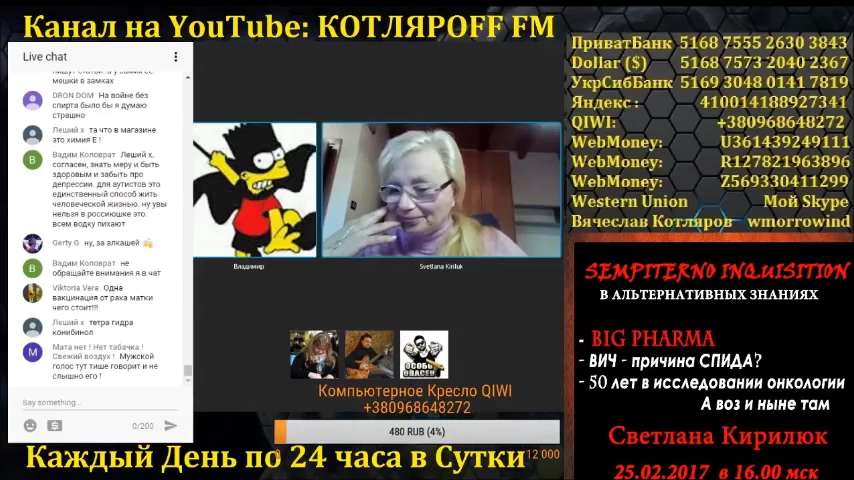 Канал на YouTube: КОТЛЯРОFF FM
Live chat
мешки в замках
DRON DOM На войне без
спирта было бы я думаю
страшно
Леший х. та что в магазине
это химия Е !
Вадим Коловрат Леший х,
согласен, знать меру и быть
здоровым и забыть про
депрессии. для аутистов это
единственный способ жить
человеческой жизнью. ну увы
нельзя в россиюшке это.
всем водку пихают
Gerty G ну, за алкашей
Вадим Коловрат не
обращайте внимания я в чат
Viktoria Vera Одна
вакцинация от рака матки
чего стоит!!!
Леший х. тетра гидра
конибинол
Мата нет ! Нет табачка !
Свежий воздух ! Мужской
голос тут тише говорит и не
слышно его !
Say something...
0/200
Владимир
Svetlana Kiriluk
ОСОБО
ВЛАСТИ
Компьютерное Кресло QIWI
+380968648272
480 RUB (4%)
12 000
Каждый День по 24 часа в Сутки
ПриватБанк 5168 7555 2630 3843
Dollar ($) 5168 7573 2040 2367
УкрСибБанк 5169 3048 0141 7819
Яндекс : 410014188927341
QIWI: +380968648272
WebMoney: U361439249111
WebMoney: R127821963896
WebMoney: Z569330411299
Western Union Мой Skype
Вячеслав Котляров wmorrowind
SEMPITERNO INQUISITION
В АЛЬТЕРНАТИВНЫХ ЗНАНИЯХ
- BIG PHARMA
- ВИЧ - причина СПИДА?
- 50 лет в исследовании онкологии
А воз и ныне там
Светлана Кирилюк
25.02.2017 в 16.00 мск